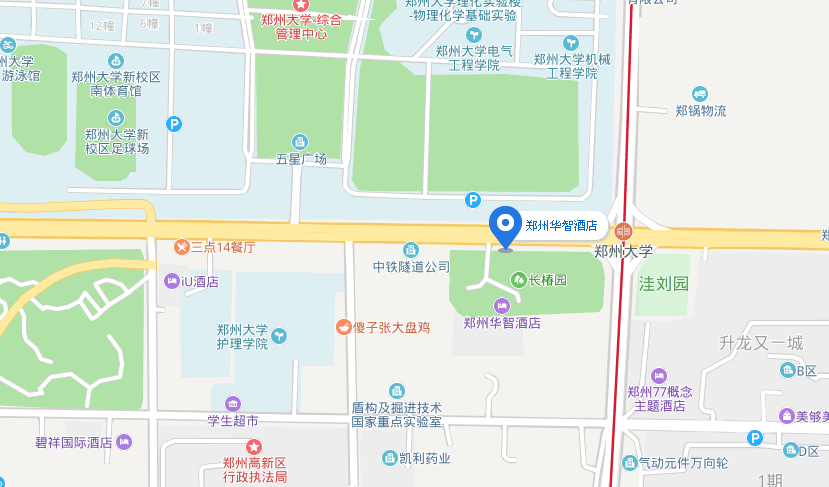 有限公司
7幢
12幢
6幢
1幢
郑州大学-综合
管理中心
郑州大学理化实验楼
-物理化学基础实验
郑州大学电气
工程学院
郑州大学机械
工程学院
州大学
游泳馆
郑州大学新校区
南体育馆
郑锅物流
郑州大学新
校区足球场
P
五星广场
P
郑州华智酒店
三点14餐厅
郑州大学
中铁隧道公司
iU酒店
长椿园
洼刘园
郑州华智酒店
傻子张大盘鸡
郑州大学
护理学院
升龙又一城
B区
郑州77概念
主题酒店
盾构及掘进技术
国家重点实验室
学生超市
美够美
碧祥国际酒店
P
D区
郑州高新区
行政执法局
凯利药业
气动元件万向轮
1期